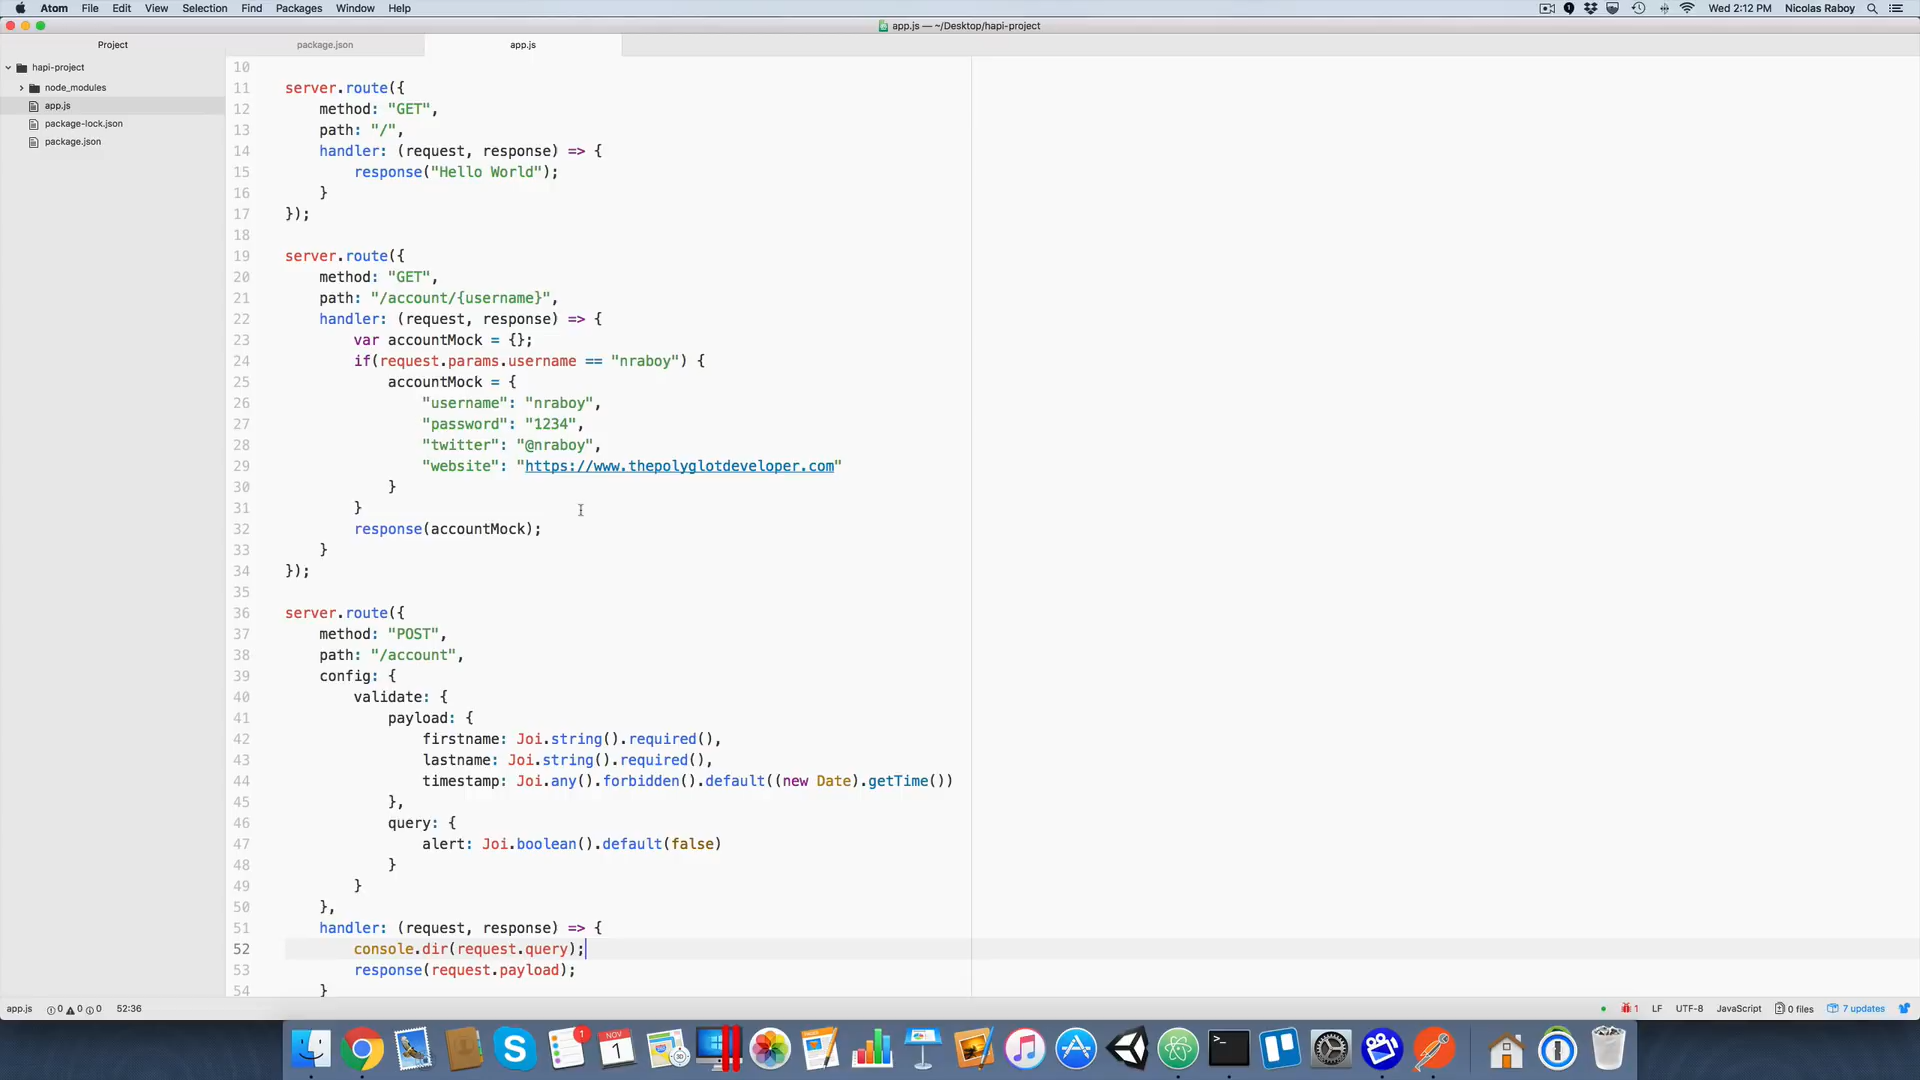 Atom File Edit View Selection Find Packages Window Help Wed 2:12 PM Nicolas Raboy
app.js — ~/Desktop/hapi-project
Project package.json app.js
hapi-project
node_modules
app.js
package-lock.json
package.json
10
11 server.route({
12 method: "GET",
13 path: "/",
14 handler: (request, response) => {
15 response("Hello World");
16 }
17 });
18
19 server.route({
20 method: "GET",
21 path: "/account/{username}",
22 handler: (request, response) => {
23 var accountMock = {};
24 if(request.params.username == "nraboy") {
25 accountMock = {
26 "username": "nraboy",
27 "password": "1234",
28 "twitter": "@nraboy",
29 "website": "https://www.thepolyglotdeveloper.com"
30 }
31 }
32 response(accountMock);
33 }
34 });
35
36 server.route({
37 method: "POST",
38 path: "/account",
39 config: {
40 validate: {
41 payload: {
42 firstname: Joi.string().required(),
43 lastname: Joi.string().required(),
44 timestamp: Joi.any().forbidden().default((new Date).getTime())
45 },
46 query: {
47 alert: Joi.boolean().default(false)
48 }
49 }
50 },
51 handler: (request, response) => {
52 console.dir(request.query);
53 response(request.payload);
54 }
app.js 0 0 0 52:36 1 LF UTF-8 JavaScript 0 files 7 updates
1
NOV
1